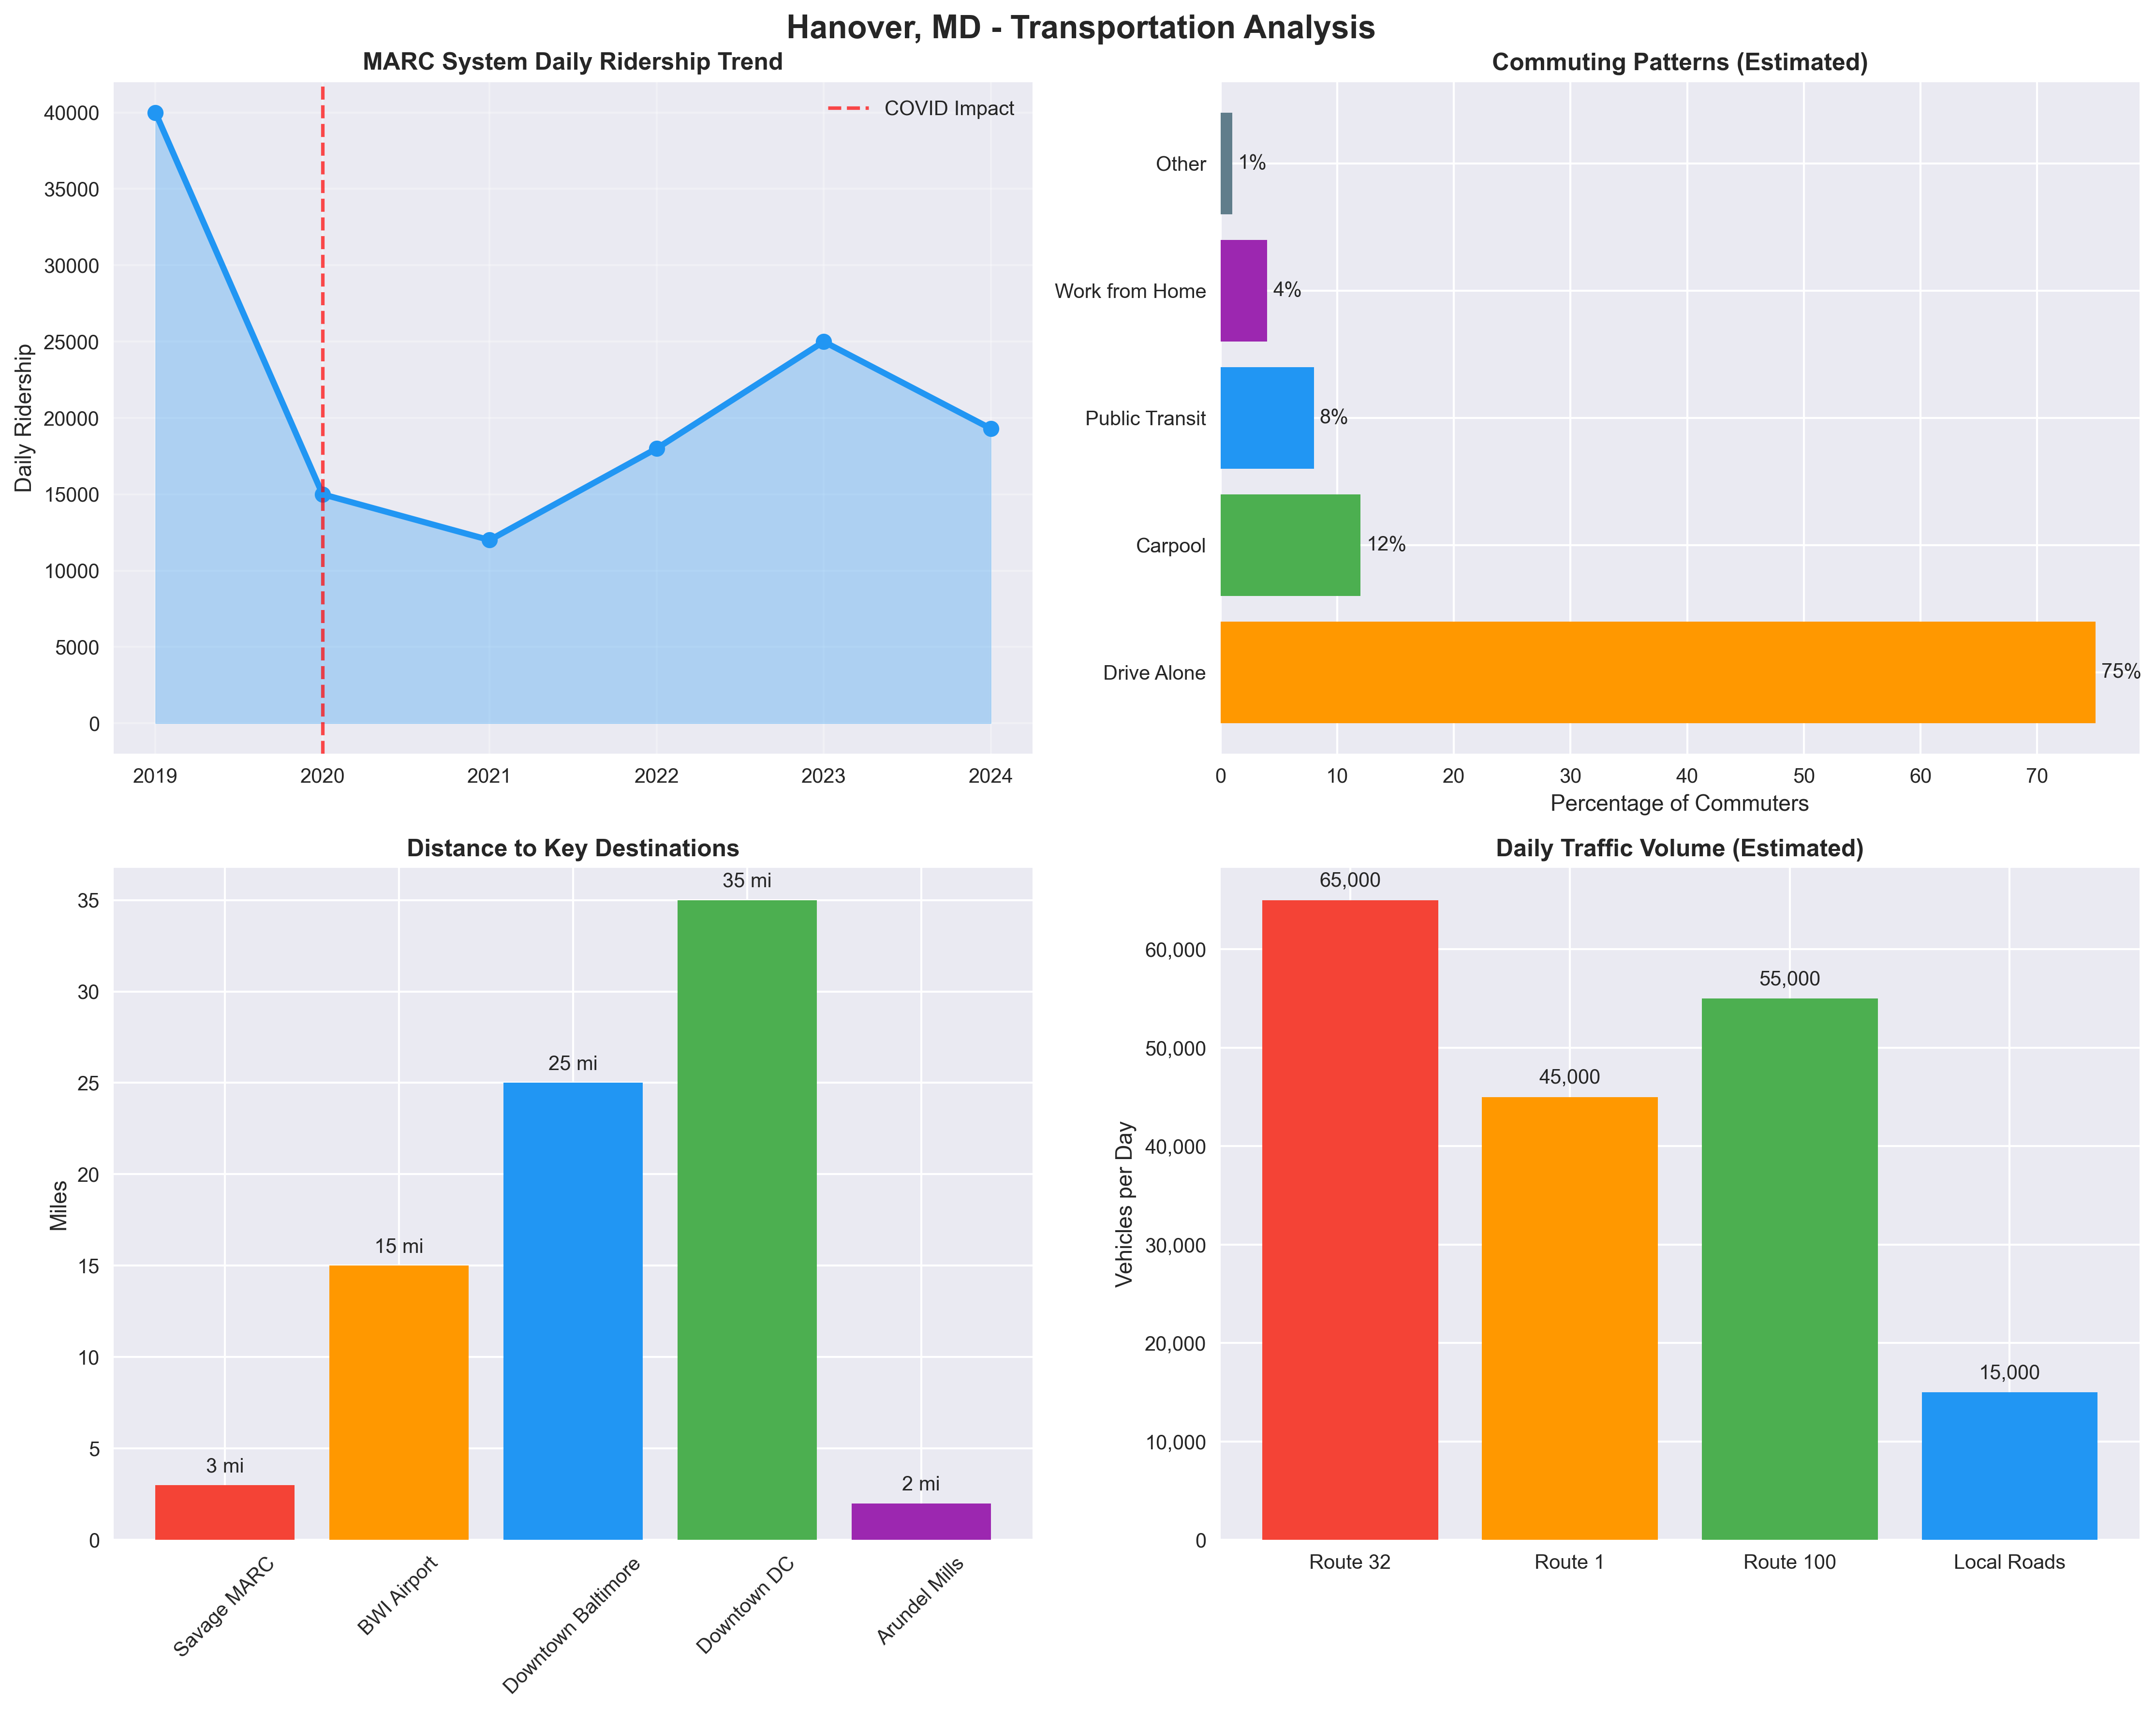 Hanover, MD - Transportation Analysis
MARC System Daily Ridership Trend
COVID Impact
Daily Ridership
40000
35000
30000
25000
20000
15000
10000
5000
0
2019 2020 2021 2022 2023 2024
Commuting Patterns (Estimated)
Other 1%
Work from Home 4%
Public Transit 8%
Carpool 12%
Drive Alone 75%
0 10 20 30 40 50 60 70
Percentage of Commuters
Distance to Key Destinations
Miles
35
30
25
20
15
10
5
0
3 mi
15 mi
25 mi
35 mi
2 mi
Savage MARC
BWI Airport
Downtown Baltimore
Downtown DC
Arundel Mills
Daily Traffic Volume (Estimated)
Vehicles per Day
60,000
50,000
40,000
30,000
20,000
10,000
0
65,000
45,000
55,000
15,000
Route 32 Route 1 Route 100 Local Roads